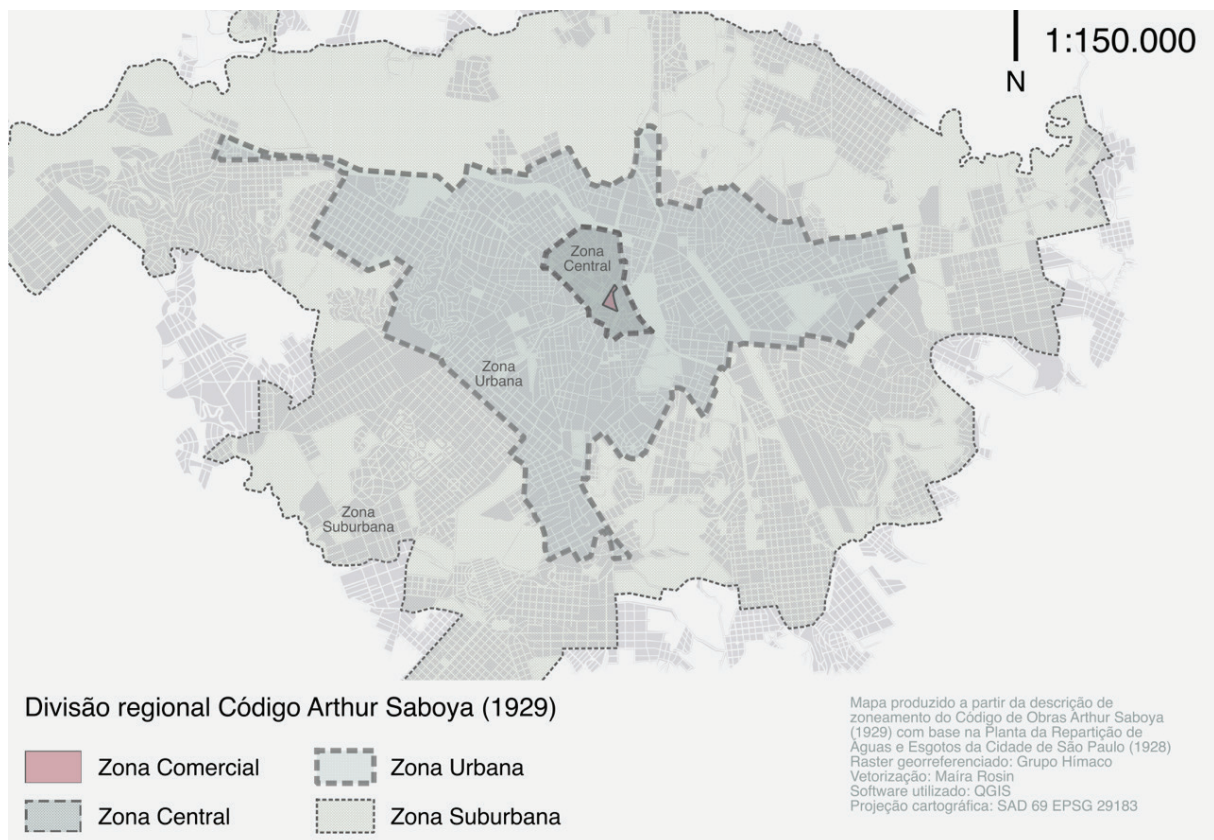 1:150.000
N
Zona
Central
Zona
Urbana
Zona
Suburbana
Divisão regional Código Arthur Saboya (1929)
Zona Comercial
Zona Urbana
Zona Central
Zona Suburbana
Mapa produzido a partir da descrição de
zoneamento do Código de Obras Arthur Saboya
(1929) com base na Planta da Repartição de
Águas e Esgotos da Cidade de São Paulo (1928)
Raster georreferenciado: Grupo Hímaco
Vetorização: Maíra Rosin
Software utilizado: QGIS
Projeção cartográfica: SAD 69 EPSG 29183